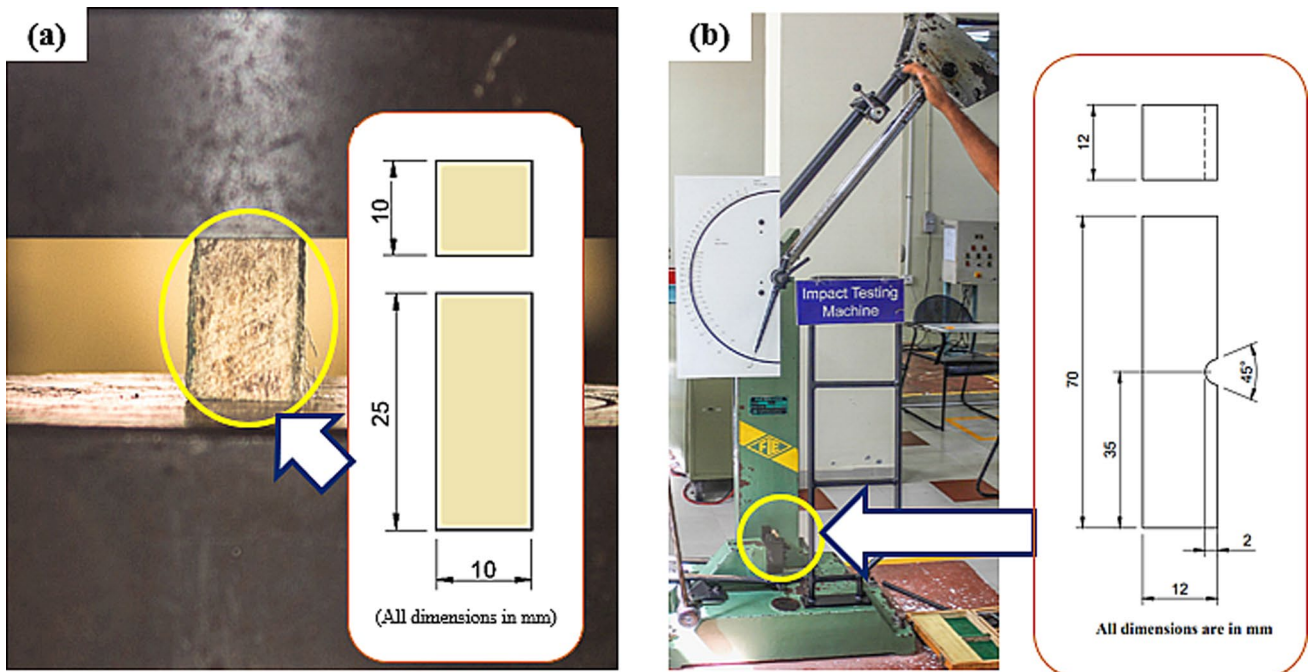 (a)
10
25
10
(All dimensions in mm)
(b)
Impact Testing
Machine
FIE
12
70
35
45°
2
12
All dimensions are in mm